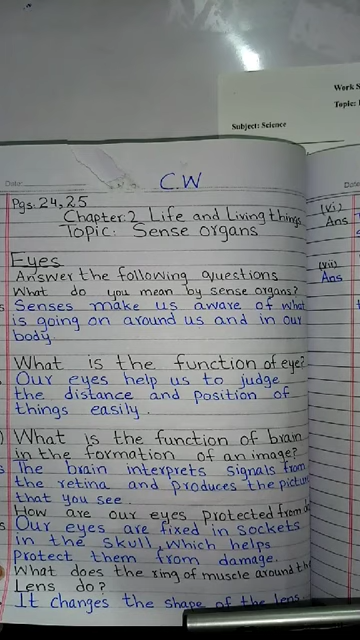 Work S
Topic:
Subject: Science
Date:
C.W
Pgs: 24,25
Chapter:2 Life and Living things
Topic: Sense organs
Eyes
Answer the following questions
What do you mean by sense organs?
Senses make us aware of what
is going on around us and in our
body.
What is the function of eye?
Our eyes help us to judge
the distance and position of
things easily.
What is the function of brain
in the formation of an image?
The brain interprets signals from
the retina and produces the picture
that you see.
How are our eyes protected from
Our eyes are fixed in sockets
in the skull, which helps
protect them from damage.
What does the ring of muscle around the
Lens do?
It changes the shape of the lens
(vi)
Ans
(vii)
Ans